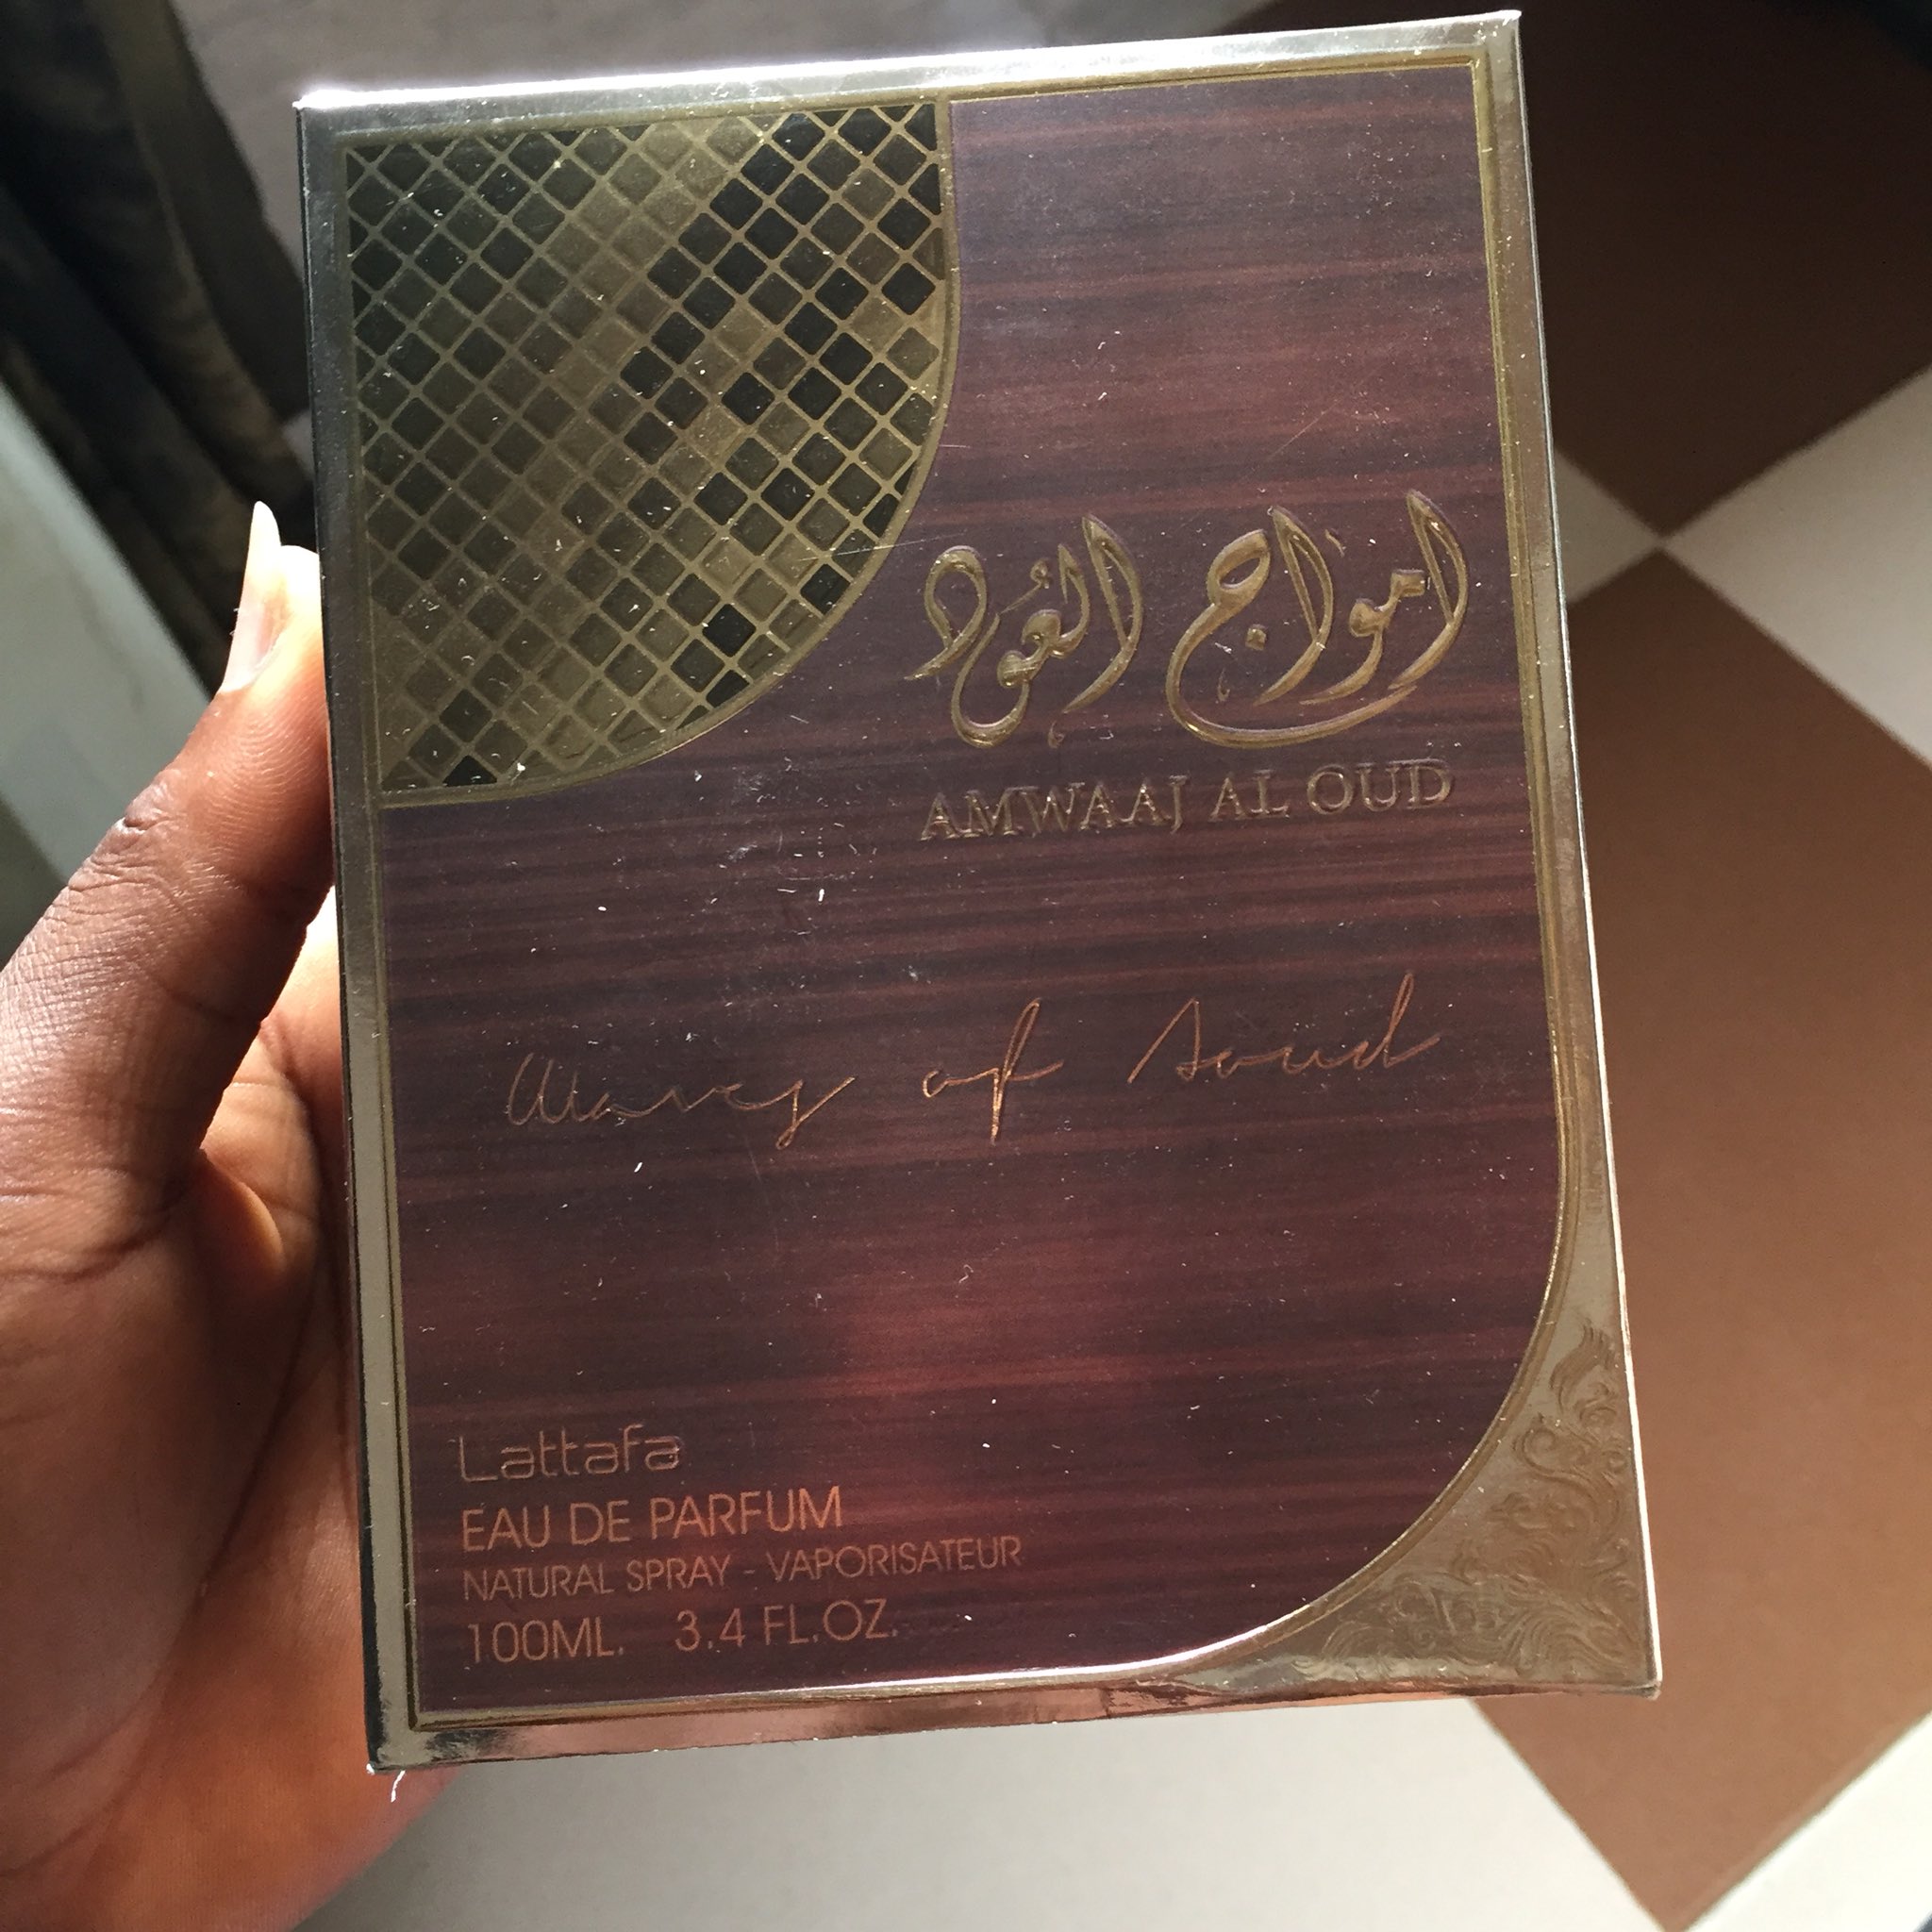 امواج العود
AMWAAJ AL OUD
Waves of Aoud
Lattafa
EAU DE PARFUM
NATURAL SPRAY - VAPORISATEUR
100ML. 3.4 FL.OZ.